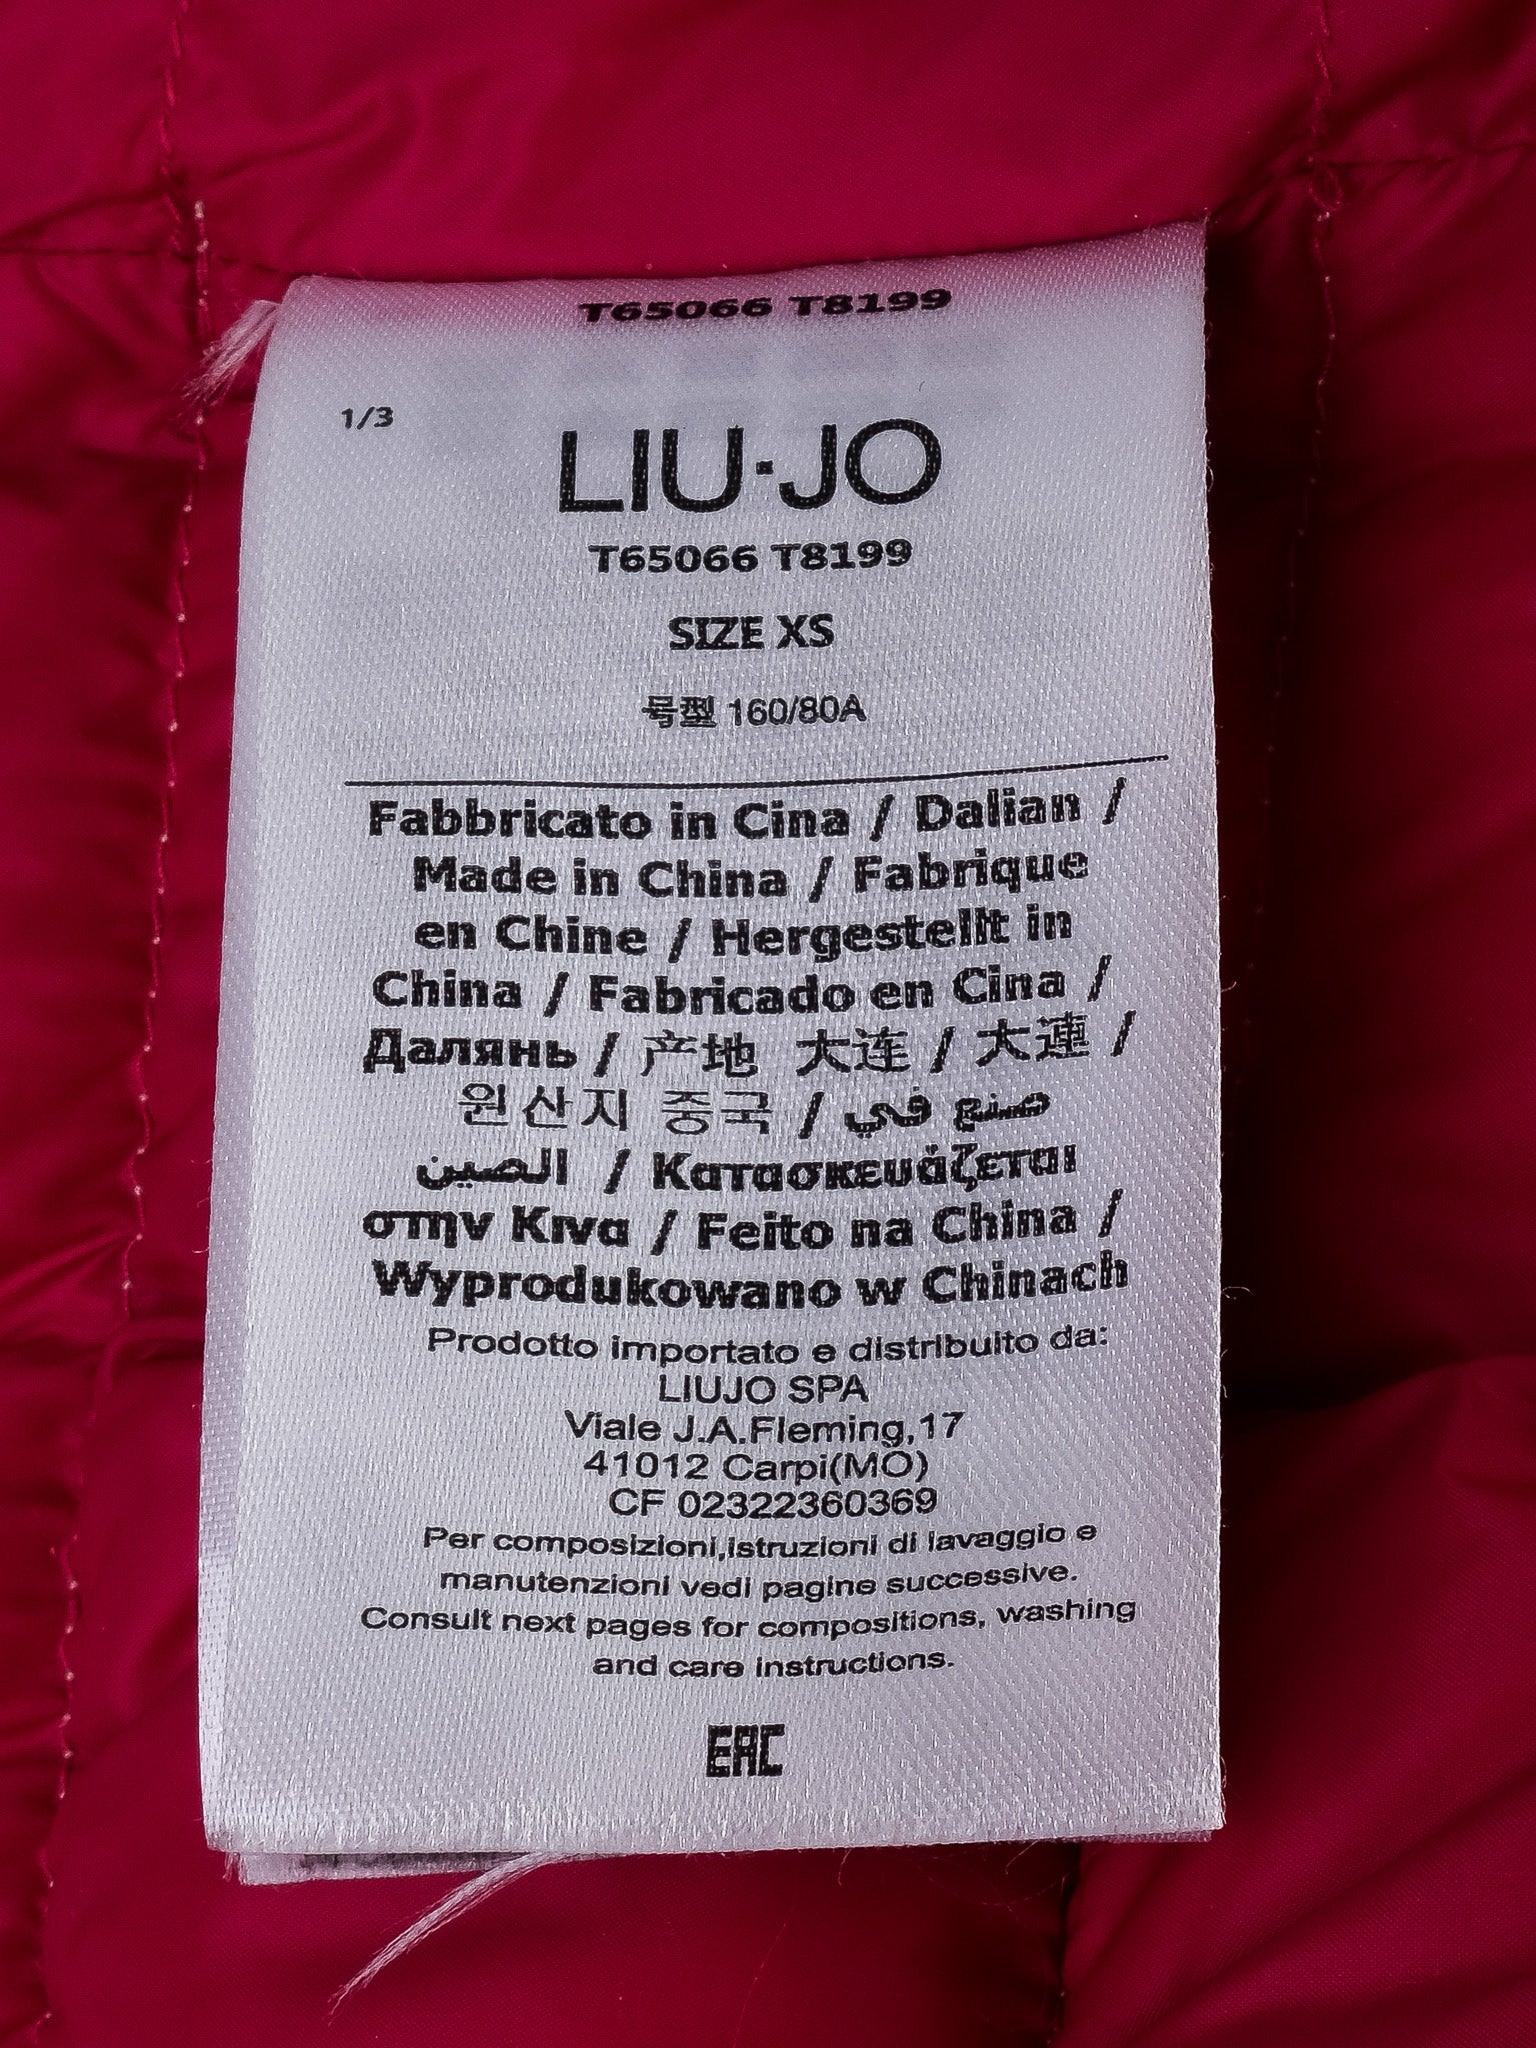 T65066 T8199
1/3
LIU·JO
T65066 T8199
SIZE XS
号型 160/80A
Fabbricato in Cina / Dalian /
Made in China / Fabrique
en Chine / Hergestellt in
China / Fabricado en Cina /
Далянь / 产地 大连 / 大連 /
원산지 중국 / صنع في
الصين / Κατασκευάζεται
στην Κινα / Feito na China /
Wyprodukowano w Chinach
Prodotto importato e distribuito da:
LIUJO SPA
Viale J.A.Fleming,17
41012 Carpi(MO)
CF 02322360369
Per composizioni,istruzioni di lavaggio e
manutenzioni vedi pagine successive.
Consult next pages for compositions, washing
and care instructions.
EAC